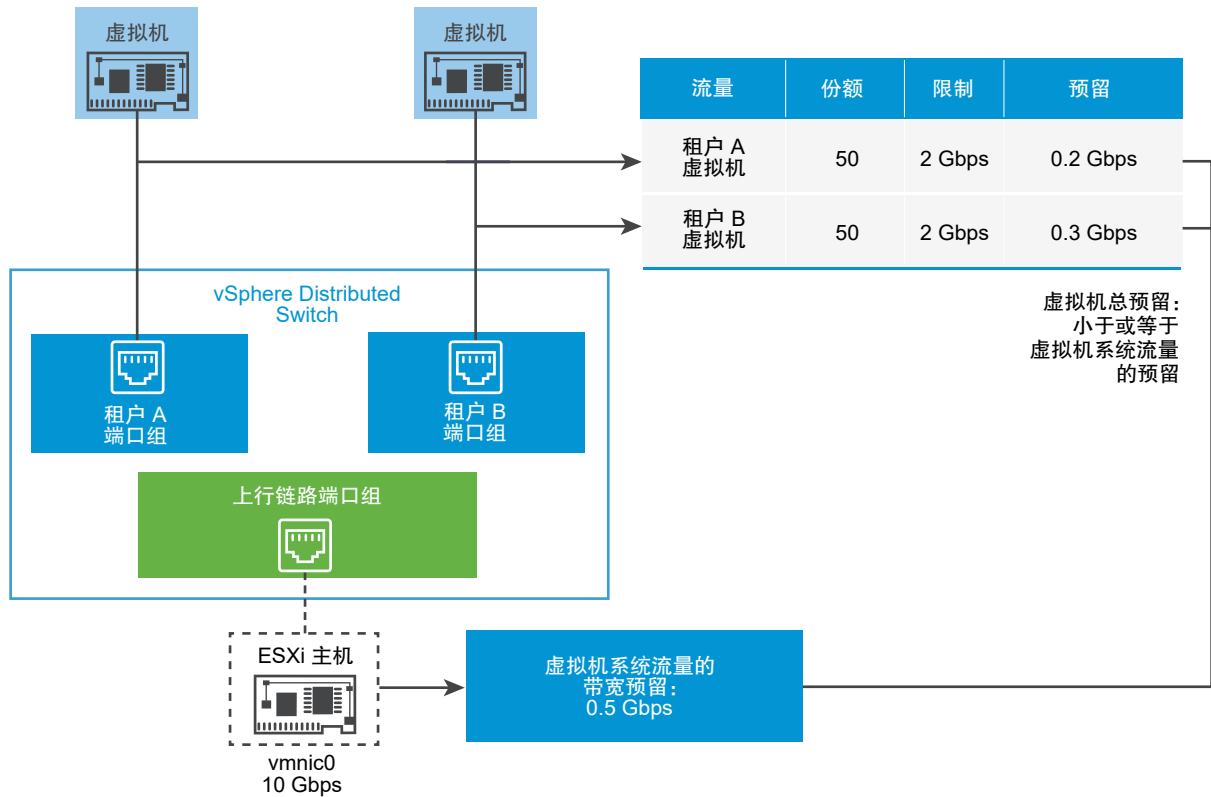 虚拟机
虚拟机
流量 份额 限制 预留
租户 A
虚拟机
50 2 Gbps 0.2 Gbps
租户 B
虚拟机
50 2 Gbps 0.3 Gbps
虚拟机总预留：
小于或等于
虚拟机系统流量
的预留
vSphere Distributed
Switch
租户 A
端口组
租户 B
端口组
上行链路端口组
ESXi 主机
vmnic0
10 Gbps
虚拟机系统流量的
带宽预留：
0.5 Gbps